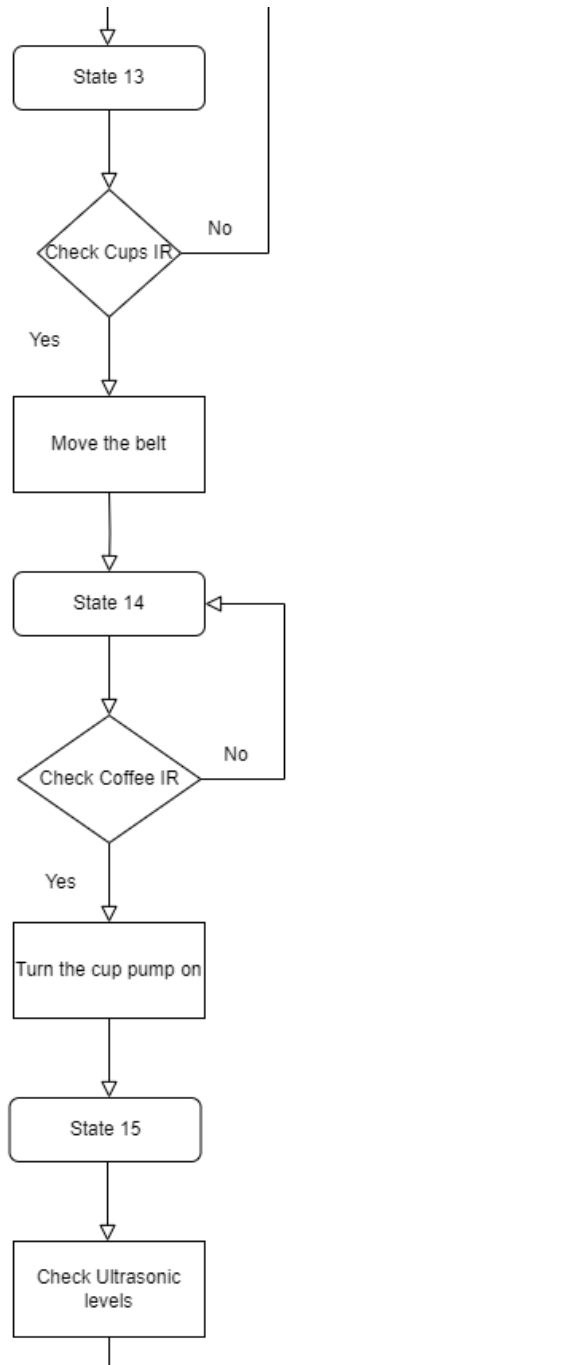 State 13
No
Check Cups IR
Yes
Move the belt
State 14
No
Check Coffee IR
Yes
Turn the cup pump on
State 15
Check Ultrasonic
levels